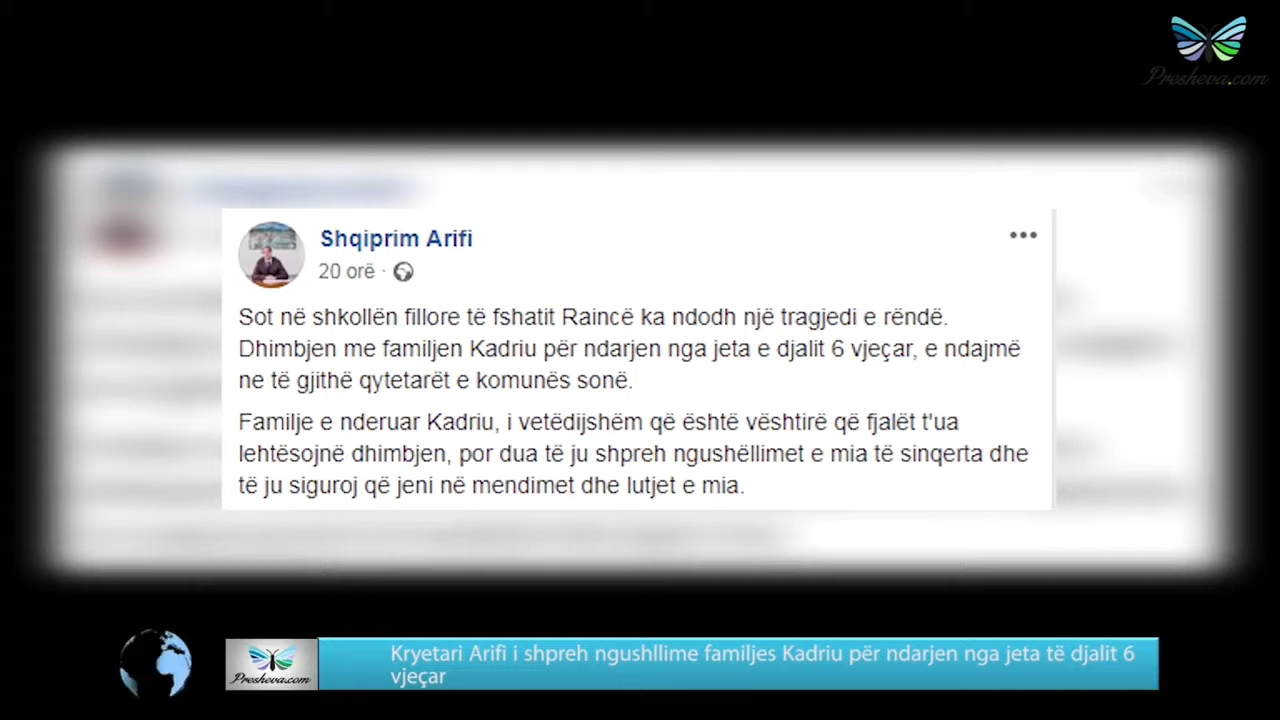 Presheva.com
Shqiprim Arifi
20 orë ·
Sot në shkollën fillore të fshatit Raincë ka ndodh një tragjedi e rëndë.
Dhimbjen me familjen Kadriu për ndarjen nga jeta e djalit 6 vjeçar, e ndajmë
ne të gjithë qytetarët e komunës sonë.
Familje e nderuar Kadriu, i vetëdijshëm që është vështirë që fjalët t'ua
lehtësojnë dhimbjen, por dua të ju shpreh ngushëllimet e mia të sinqerta dhe
të ju siguroj që jeni në mendimet dhe lutjet e mia.
Kryetari Arifi i shpreh ngushllime familjes Kadriu për ndarjen nga jeta të djalit 6
vjeçar
Presheva.com